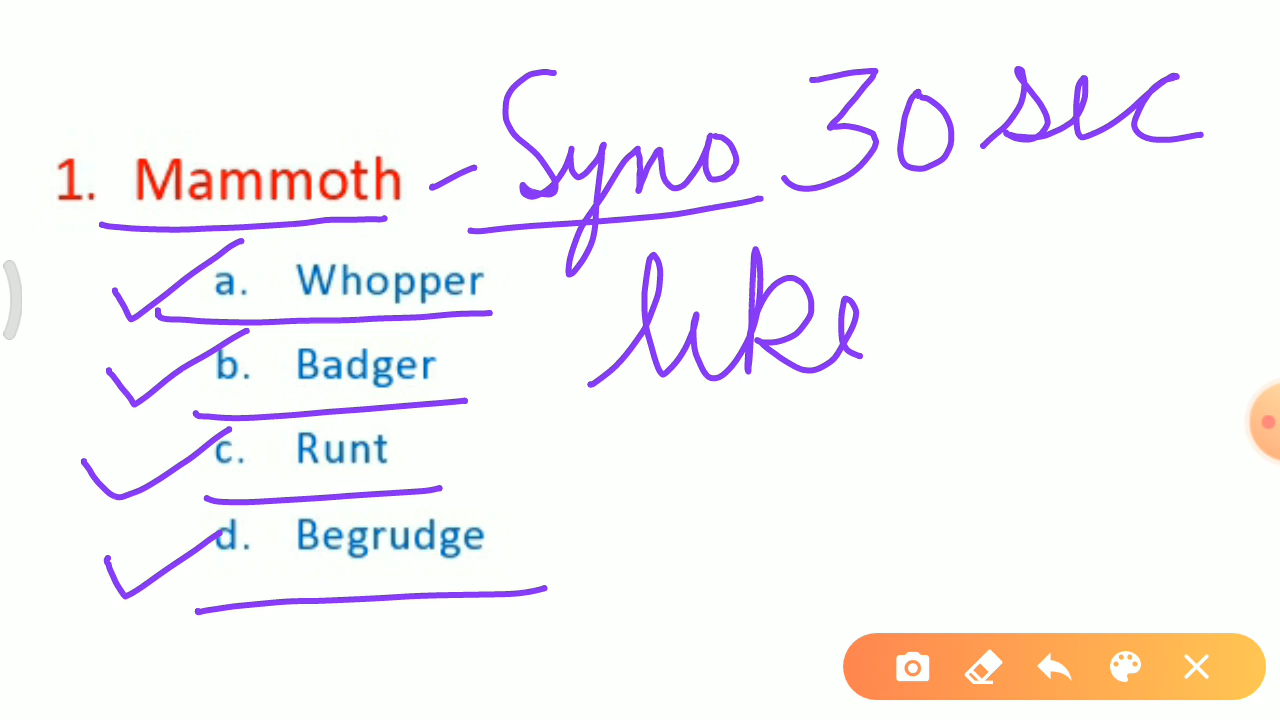 1. Mammoth - Syno 30 sec
like
a. Whopper
b. Badger
c. Runt
d. Begrudge